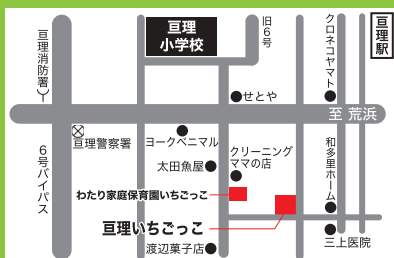 亘理
小学校
旧6号
クロネコヤマト
亘理駅
亘理消防署
せとや
至 荒浜
亘理警察署
ヨークベニマル
クリーニング
ママの店
太田魚屋
和多里ホーム
6号バイパス
わたり家庭保育園いちごっこ
亘理いちごっこ
渡辺菓子店
三上医院